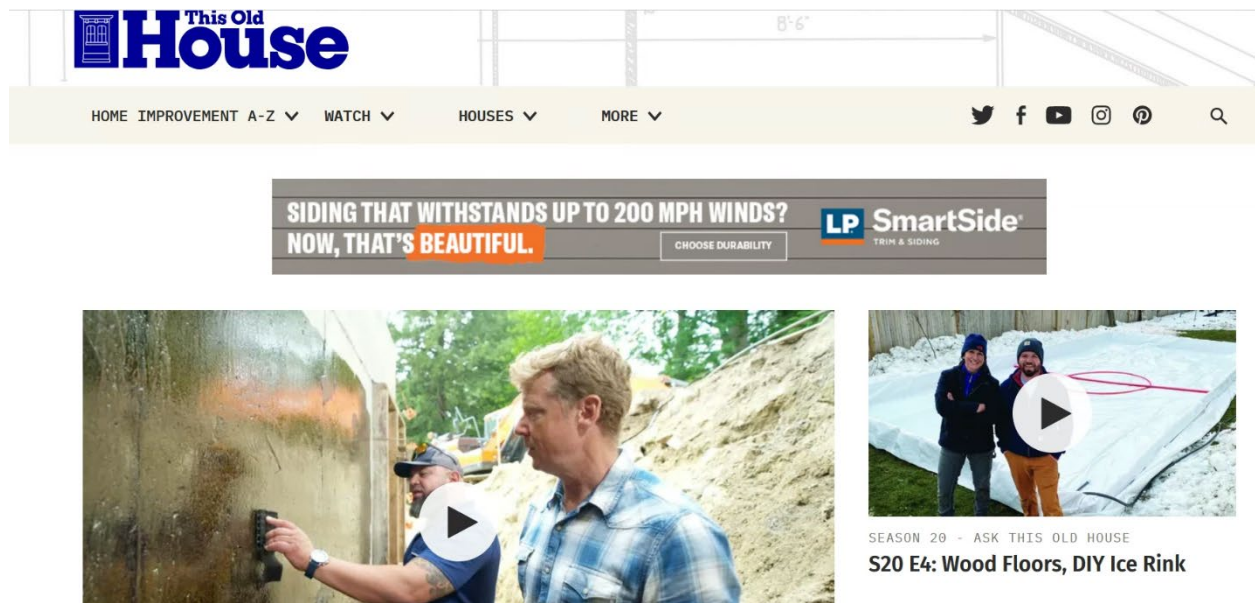 This Old
House
8'-6"
HOME IMPROVEMENT A-Z
WATCH
HOUSES
MORE
SIDING THAT WITHSTANDS UP TO 200 MPH WINDS?
NOW, THAT'S BEAUTIFUL.
CHOOSE DURABILITY
LP SmartSide
TRIM & SIDING
SEASON 20 - ASK THIS OLD HOUSE
S20 E4: Wood Floors, DIY Ice Rink